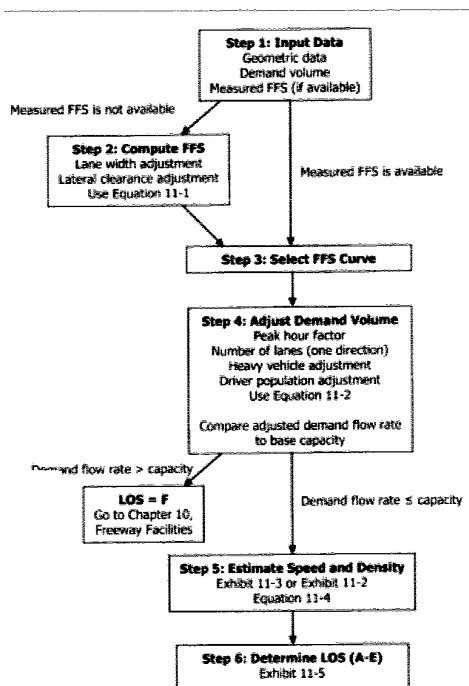 Step 1: Input Data
Geometric data
Demand volume
Measured FFS (if available)
Measured FFS is not available
Step 2: Compute FFS
Lane width adjustment
Lateral clearance adjustment
Use Equation 11-1
Measured FFS is available
Step 3: Select FFS Curve
Step 4: Adjust Demand Volume
Peak hour factor
Number of lanes (one direction)
Heavy vehicle adjustment
Driver population adjustment
Use Equation 11-2
Compare adjusted demand flow rate
to base capacity
Demand flow rate > capacity
LOS = F
Go to Chapter 10,
Freeway Facilities
Demand flow rate ≤ capacity
Step 5: Estimate Speed and Density
Exhibit 11-3 or Exhibit 11-2
Equation 11-4
Step 6: Determine LOS (A-E)
Exhibit 11-5